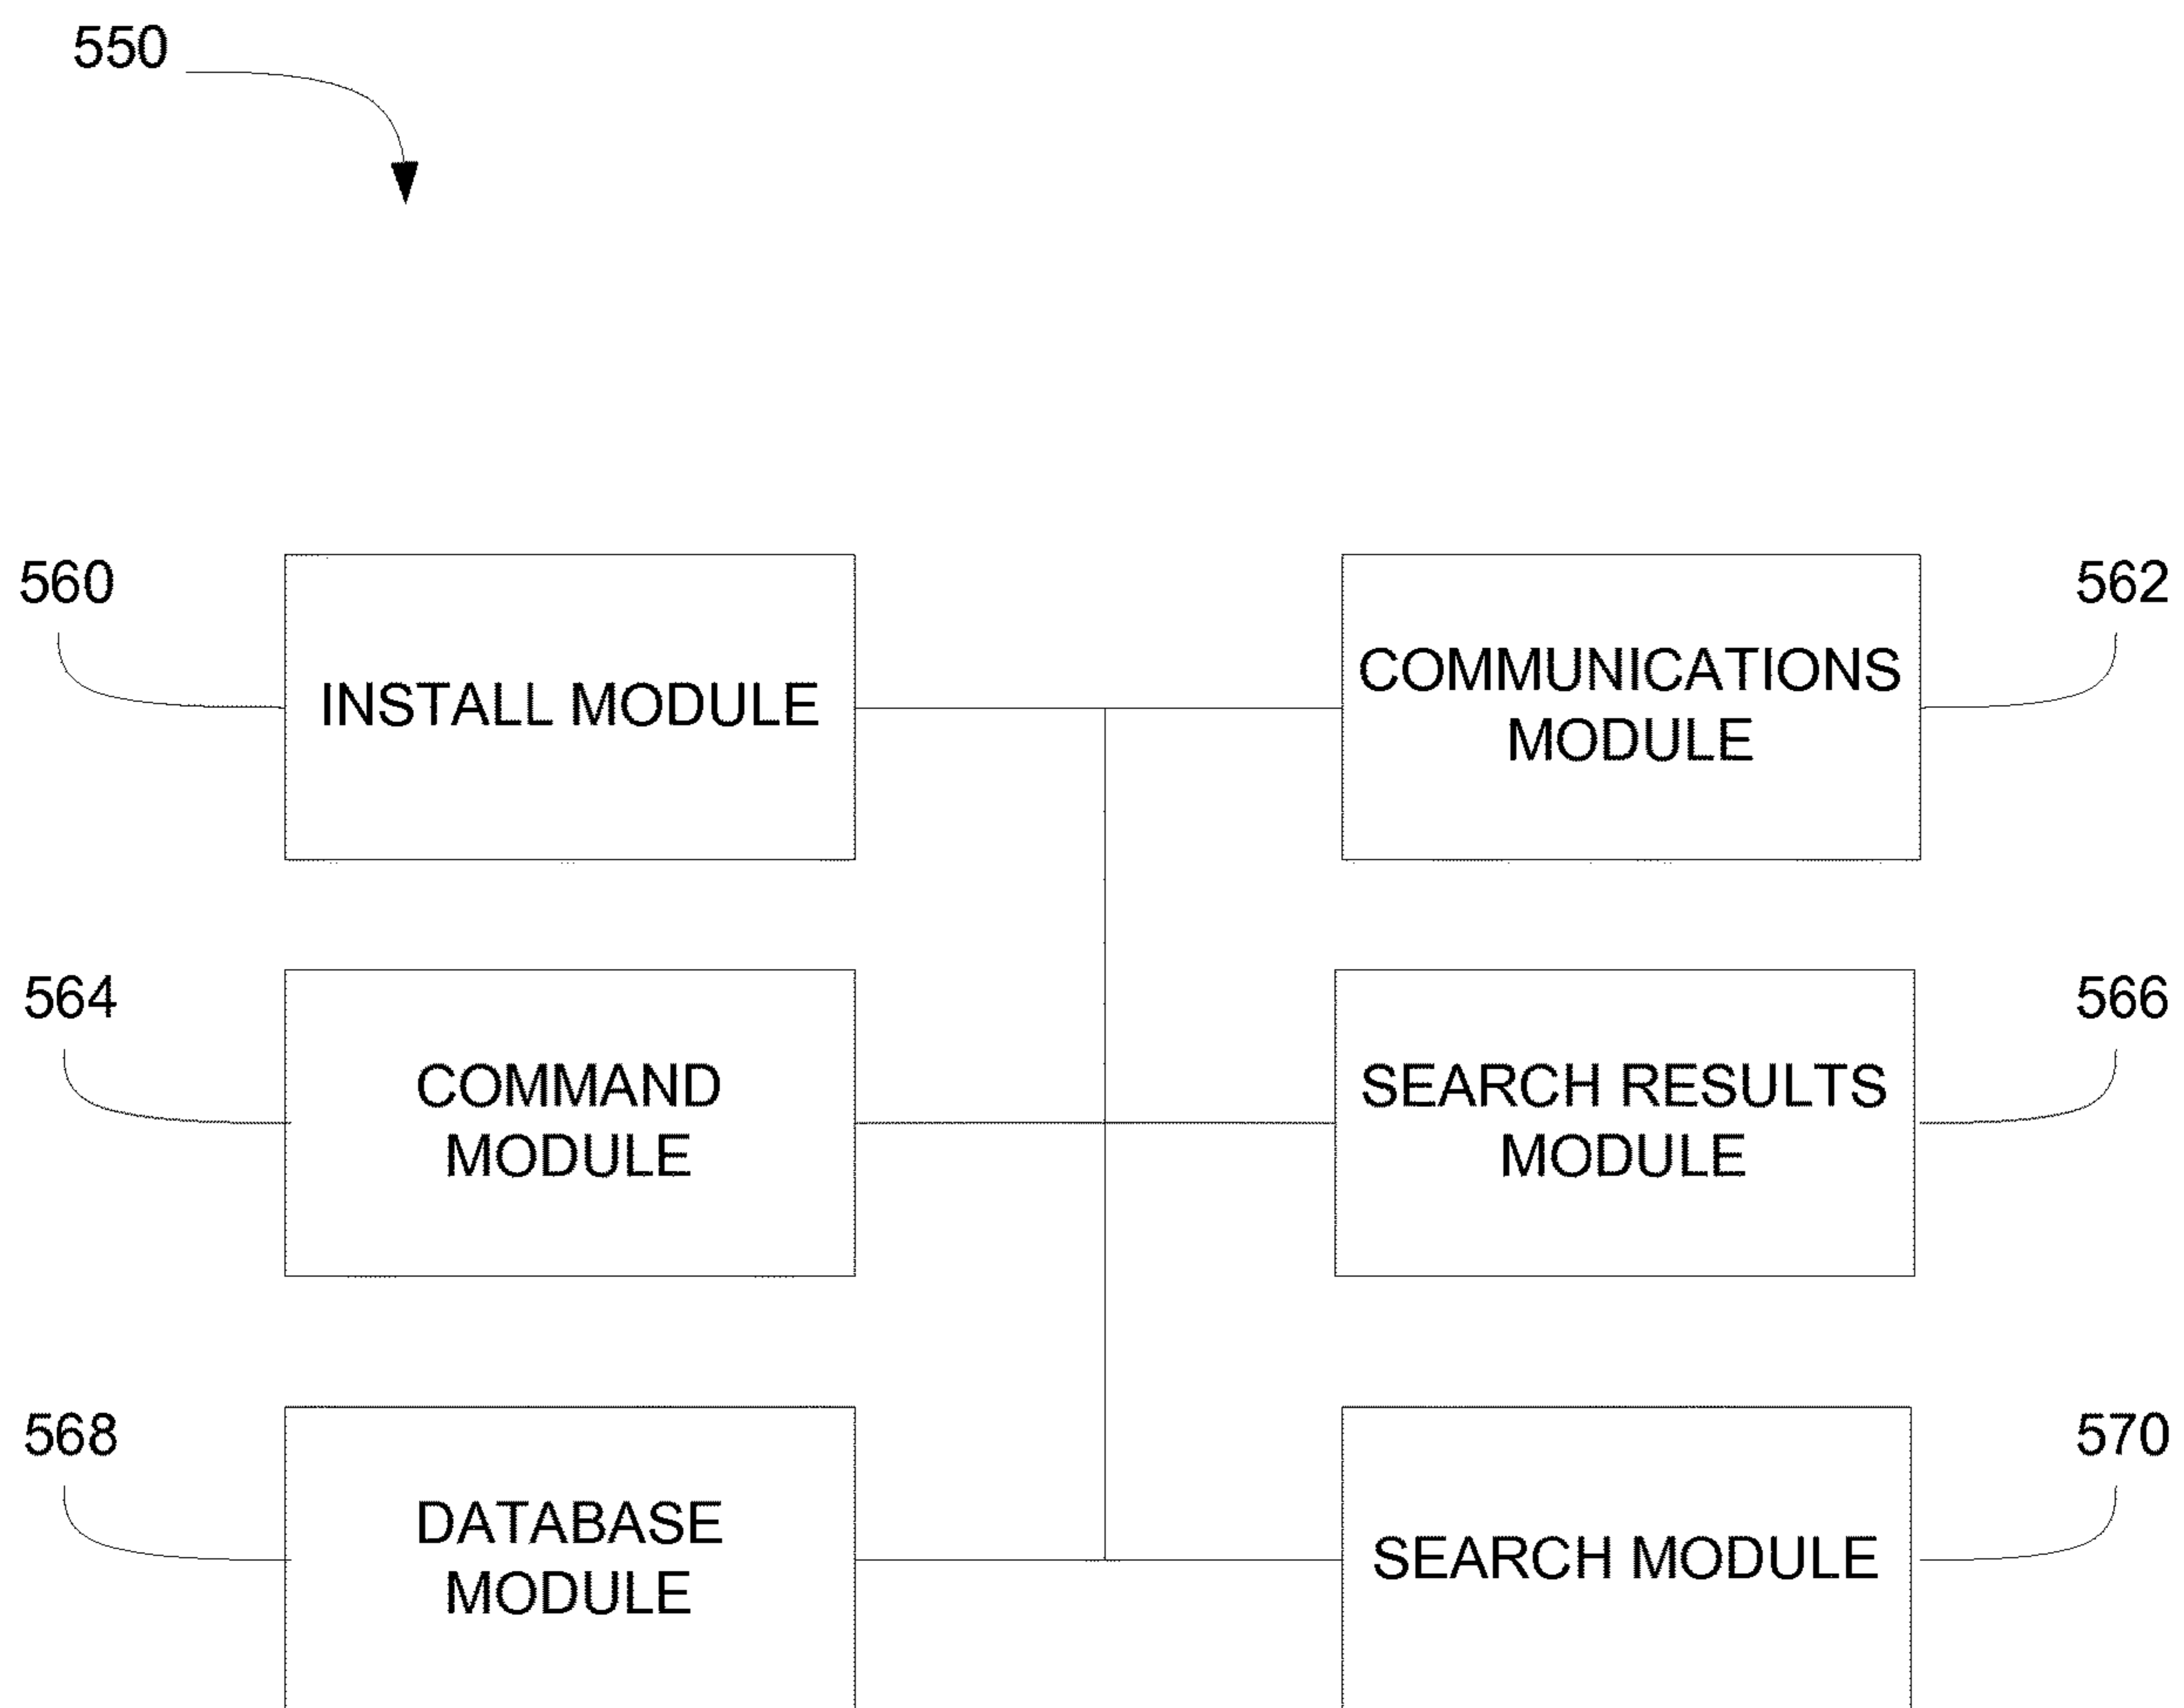 550
560
INSTALL MODULE
COMMUNICATIONS
MODULE
562
564
COMMAND
MODULE
SEARCH RESULTS
MODULE
566
568
DATABASE
MODULE
SEARCH MODULE
570